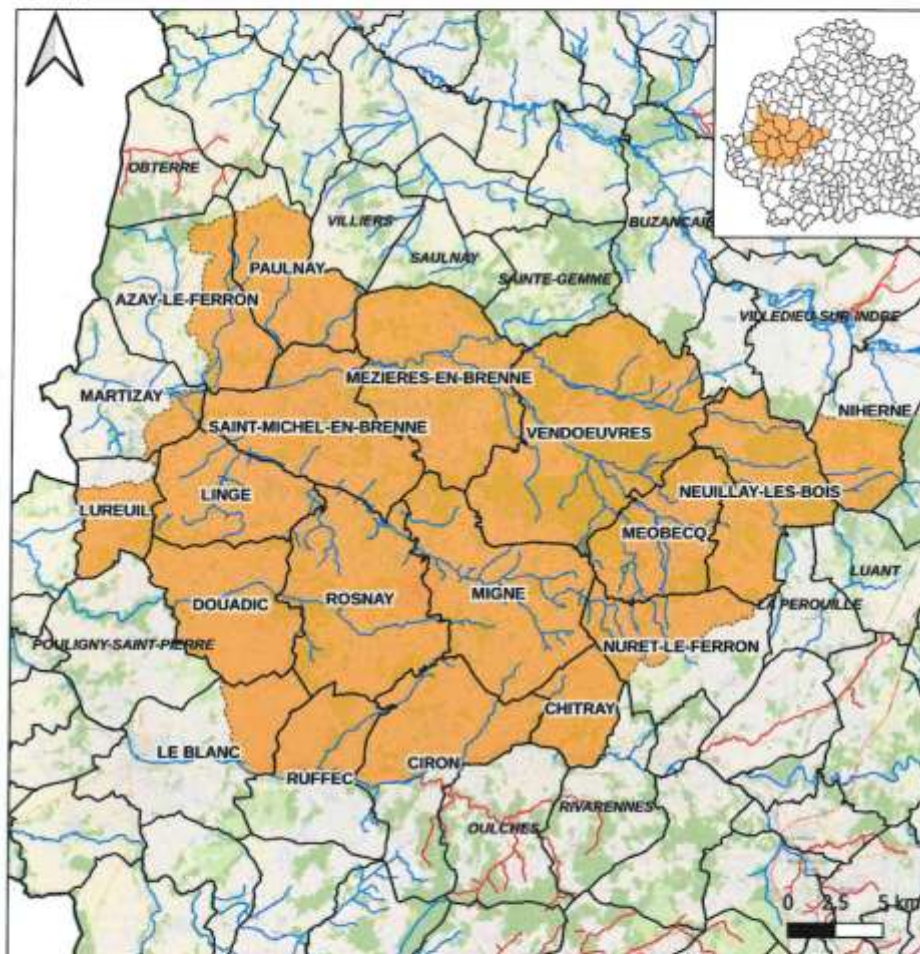 OBTERRE
VILLIERS
BUZANCAIS
SAULNAY
PAULNAY
SAINTE-GEMME
AZAY-LE-FERRON
VILLEDIEU-SUR-INDRE
MEZIERES-EN-BRENNE
MARTIZAY
NIHERNE
SAINT-MICHEL-EN-BRENNE
VENDOEUVRES
LINGE
NEUILLAY-LES-BOIS
LUREUIL
MEOBECQ
LUANT
DOUADIC
ROSNAY
MIGNE
LA PEROUILLE
POULIGNY-SAINT-PIERRE
NURET-LE-FERRON
CHITRAY
LE BLANC
CIRON
RUFFEC
RIVARENNES
OULCHES
0 2.5 5 km